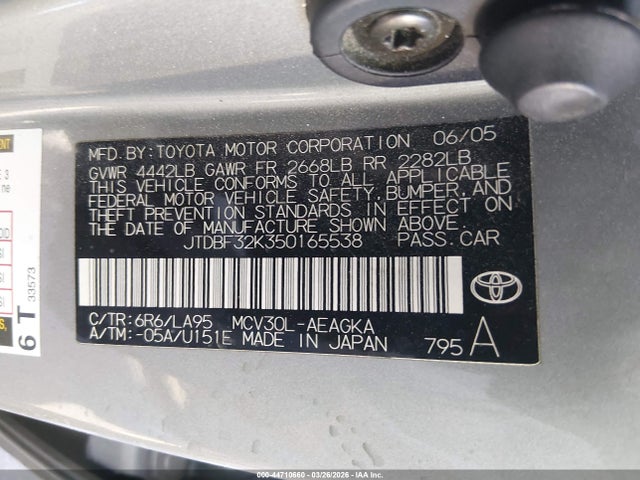 MFD.BY:TOYOTA MOTOR CORPORATION 06/05
GVWR 4442LB GAWR FR 2668LB RR 2282LB
THIS VEHICLE CONFORMS TO ALL APPLICABLE
FEDERAL MOTOR VEHICLE SAFETY, BUMPER, AND
THEFT PREVENTION STANDARDS IN EFFECT ON
THE DATE OF MANUFACTURE SHOWN ABOVE.
JTDBF32K350165538 PASS.CAR
C/TR:6R6/LA95 MCV30L-AEAGKA
A/TM:-05A/U151E MADE IN JAPAN 795 A
6 T 33573
000-44710660 | 03/26/2026 - IAA Inc.